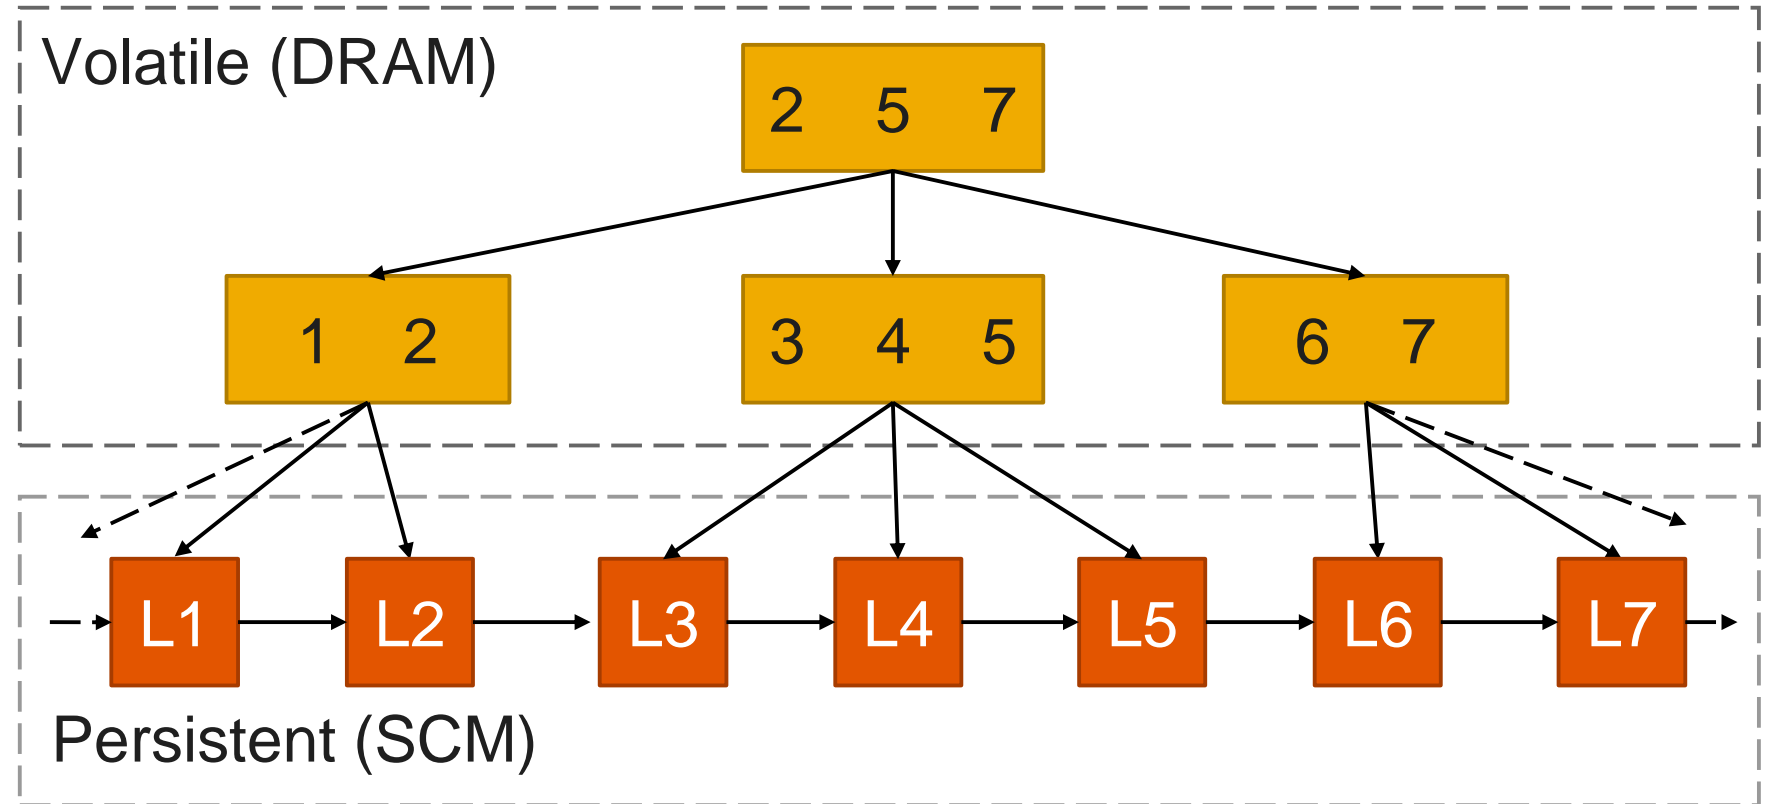 Volatile (DRAM)
2 5 7
1 2
3 4 5
6 7
L1
L2
L3
L4
L5
L6
L7
Persistent (SCM)